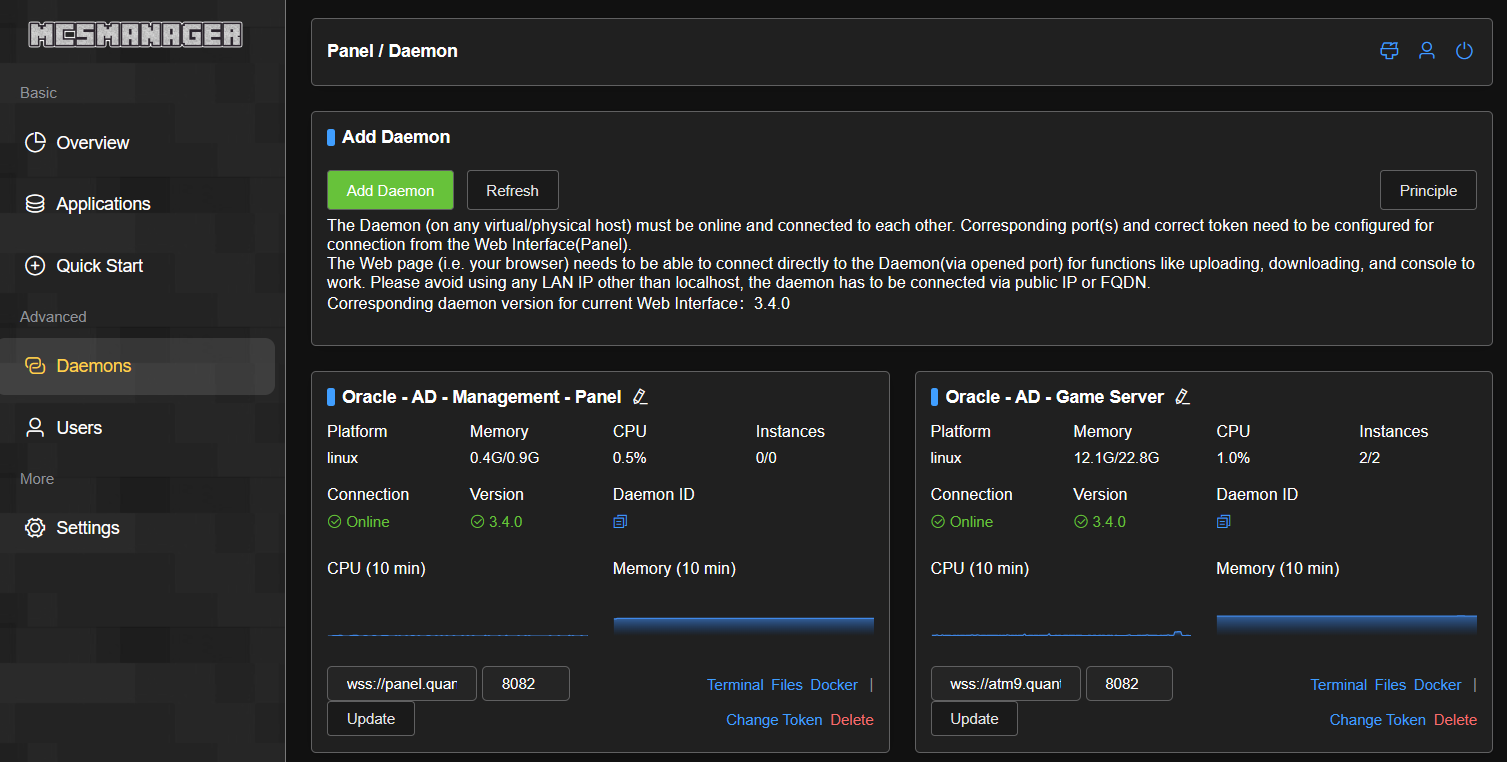 MCSMANAGER
Basic
Overview
Applications
Quick Start
Advanced
Daemons
Users
More
Settings
Panel / Daemon
Add Daemon
Add Daemon Refresh Principle
The Daemon (on any virtual/physical host) must be online and connected to each other. Corresponding port(s) and correct token need to be configured for
connection from the Web Interface(Panel).
The Web page (i.e. your browser) needs to be able to connect directly to the Daemon(via opened port) for functions like uploading, downloading, and console to
work. Please avoid using any LAN IP other than localhost, the daemon has to be connected via public IP or FQDN.
Corresponding daemon version for current Web Interface：3.4.0
Oracle - AD - Management - Panel
Platform Memory CPU Instances
linux 0.4G/0.9G 0.5% 0/0
Connection Version Daemon ID
Online 3.4.0
CPU (10 min) Memory (10 min)
wss://panel.quan 8082 Terminal Files Docker |
Update Change Token Delete
Oracle - AD - Game Server
Platform Memory CPU Instances
linux 12.1G/22.8G 1.0% 2/2
Connection Version Daemon ID
Online 3.4.0
CPU (10 min) Memory (10 min)
wss://atm9.quant 8082 Terminal Files Docker |
Update Change Token Delete